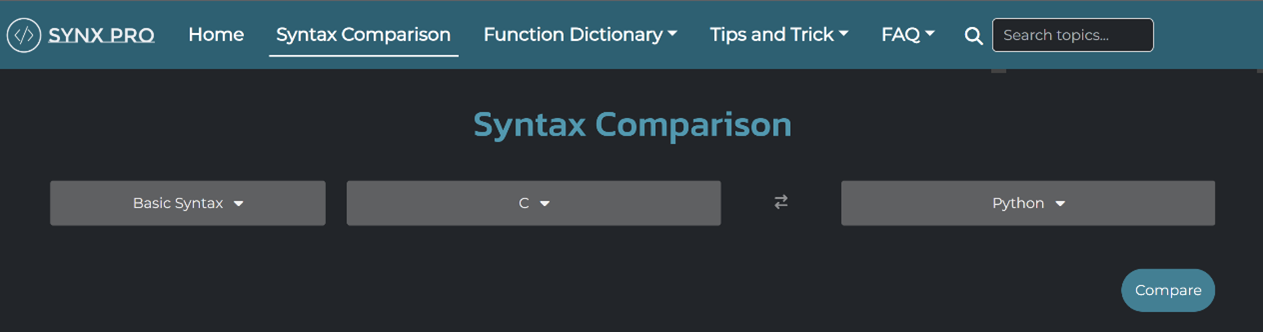 </> SYNX PRO Home Syntax Comparison Function Dictionary Tips and Trick FAQ Search topics...
Syntax Comparison
Basic Syntax C Python
Compare